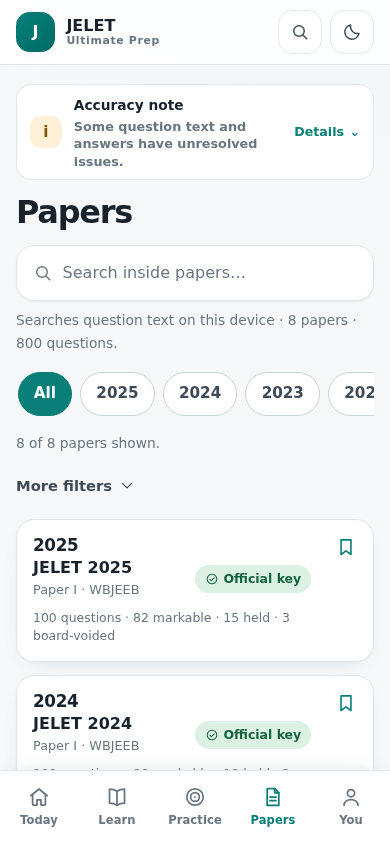 J
JELET
Ultimate Prep
i
Accuracy note
Some question text and
answers have unresolved
issues.
Details
Papers
Search inside papers…
Searches question text on this device · 8 papers ·
800 questions.
All 2025 2024 2023 202
8 of 8 papers shown.
More filters
2025
JELET 2025
Paper I · WBJEEB
Official key
100 questions · 82 markable · 15 held · 3
board-voided
2024
JELET 2024
Paper I · WBJEEB
Official key
Today Learn Practice Papers You